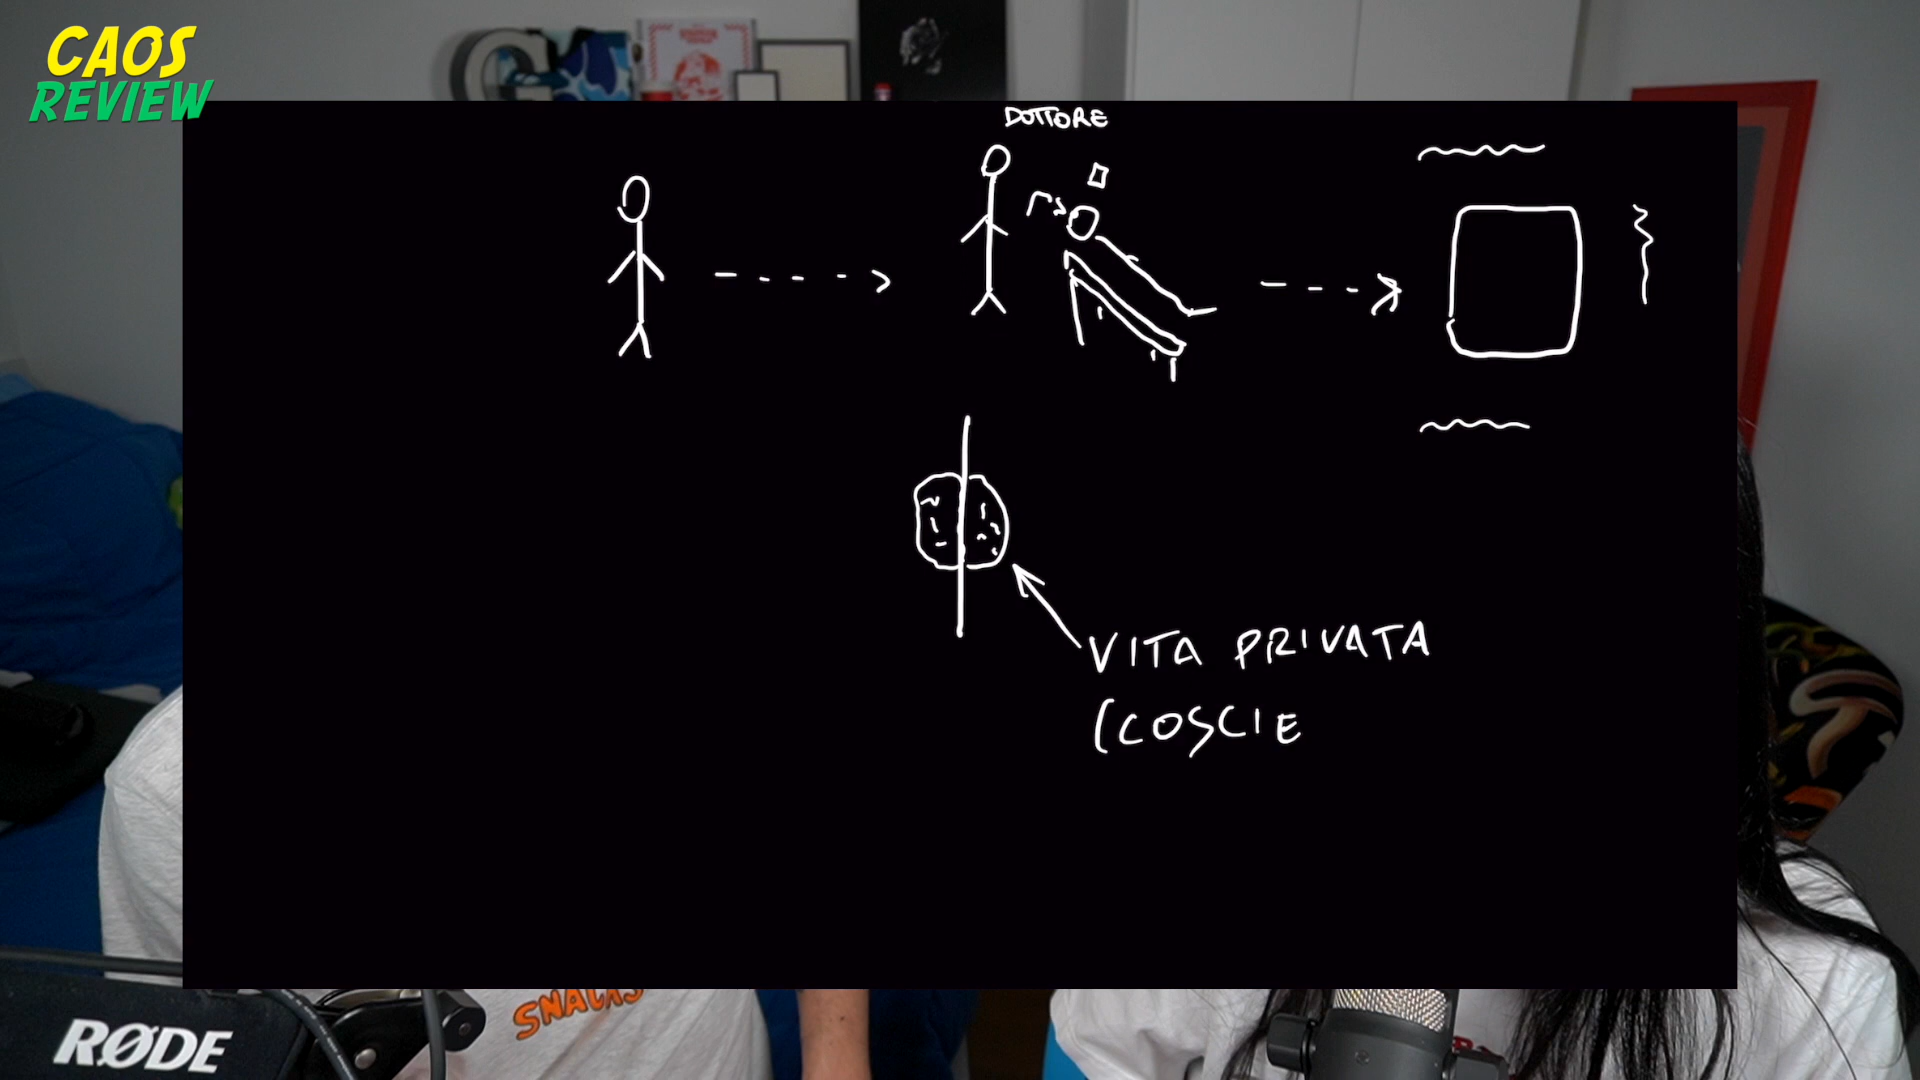 CAOS
REVIEW
DOTTORE
VITA PRIVATA
(COSCIE
SNACKS
RØDE